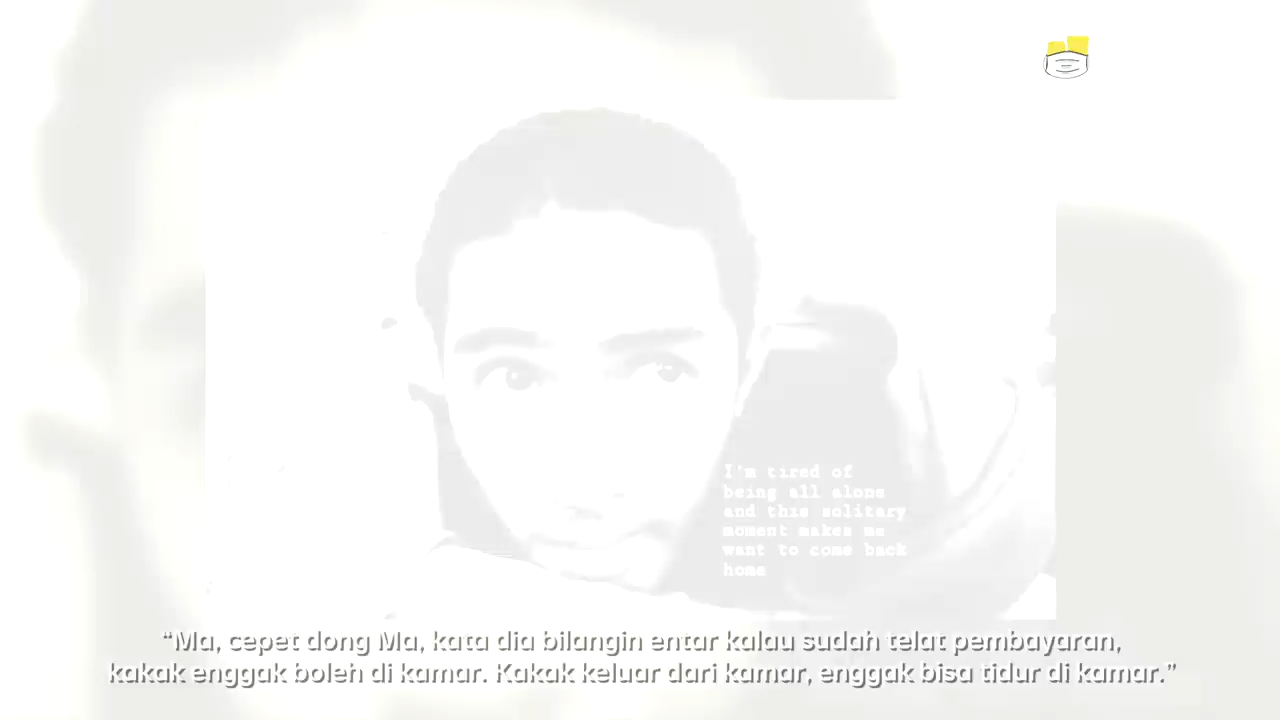 I'm tired of
being all alone
and this solitary
moment makes me
want to come back
home
“Ma, cepet dong Ma, kata dia bilangin entar kalau sudah telat pembayaran,
kakak enggak boleh di kamar. Kakak keluar dari kamar, enggak bisa tidur di kamar.”